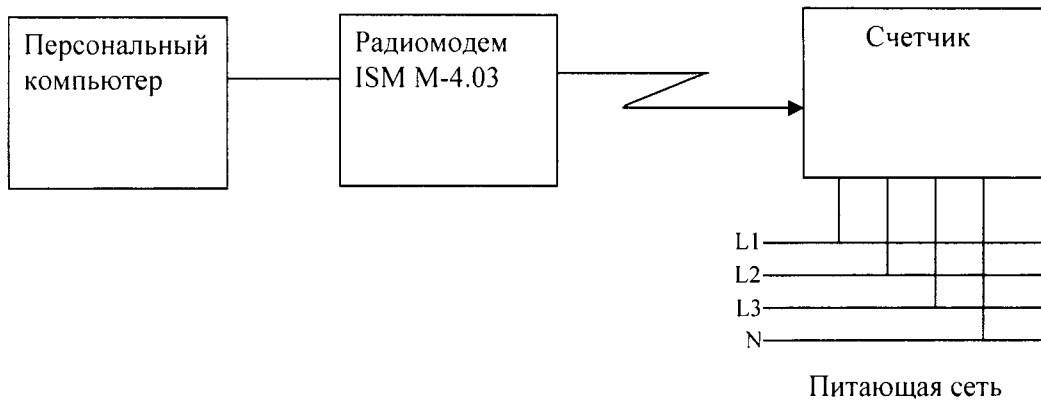 Персональный
компьютер
Радиомодем
ISM M-4.03
Счетчик
L1
L2
L3
N
Питающая сеть